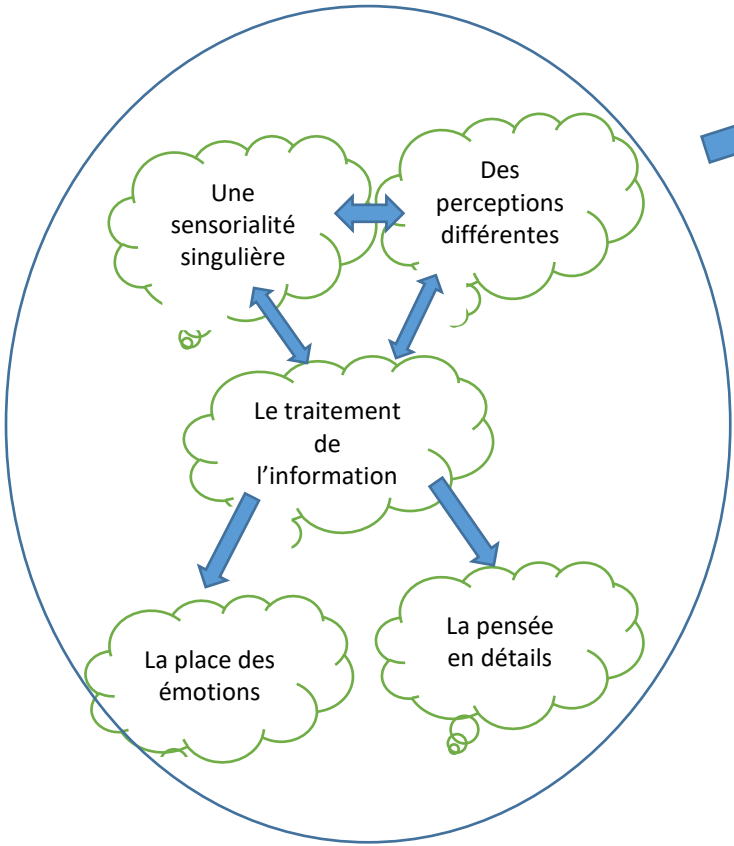 Une
sensorialité
singulière
Des
perceptions
différentes
Le traitement
de
l’information
La place des
émotions
La pensée
en détails